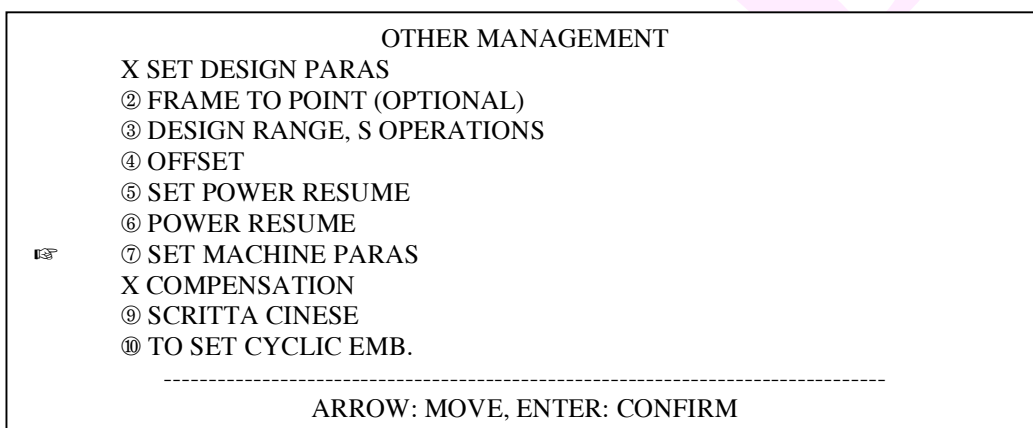 OTHER MANAGEMENT
X SET DESIGN PARAS
② FRAME TO POINT (OPTIONAL)
③ DESIGN RANGE, S OPERATIONS
④ OFFSET
⑤ SET POWER RESUME
⑥ POWER RESUME
☞ ⑦ SET MACHINE PARAS
X COMPENSATION
⑨ SCRITTA CINESE
⑩ TO SET CYCLIC EMB.
--------------------------------------------------------------------------------
ARROW: MOVE, ENTER: CONFIRM